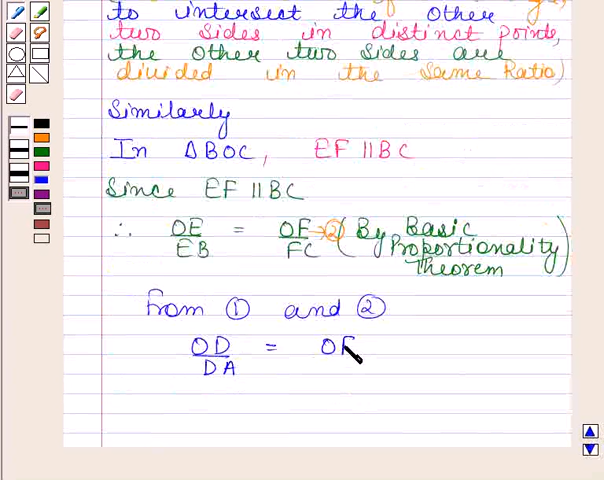 to intersect the other
two sides in distinct points,
the other two sides are
divided in the same Ratio)
Similarly
In ΔBOC, EF ∥ BC
Since EF ∥ BC
∴ OE/EB = OF/FC → ② (By Basic Proportionality Theorem)
From ① and ②
OD/DA = OF